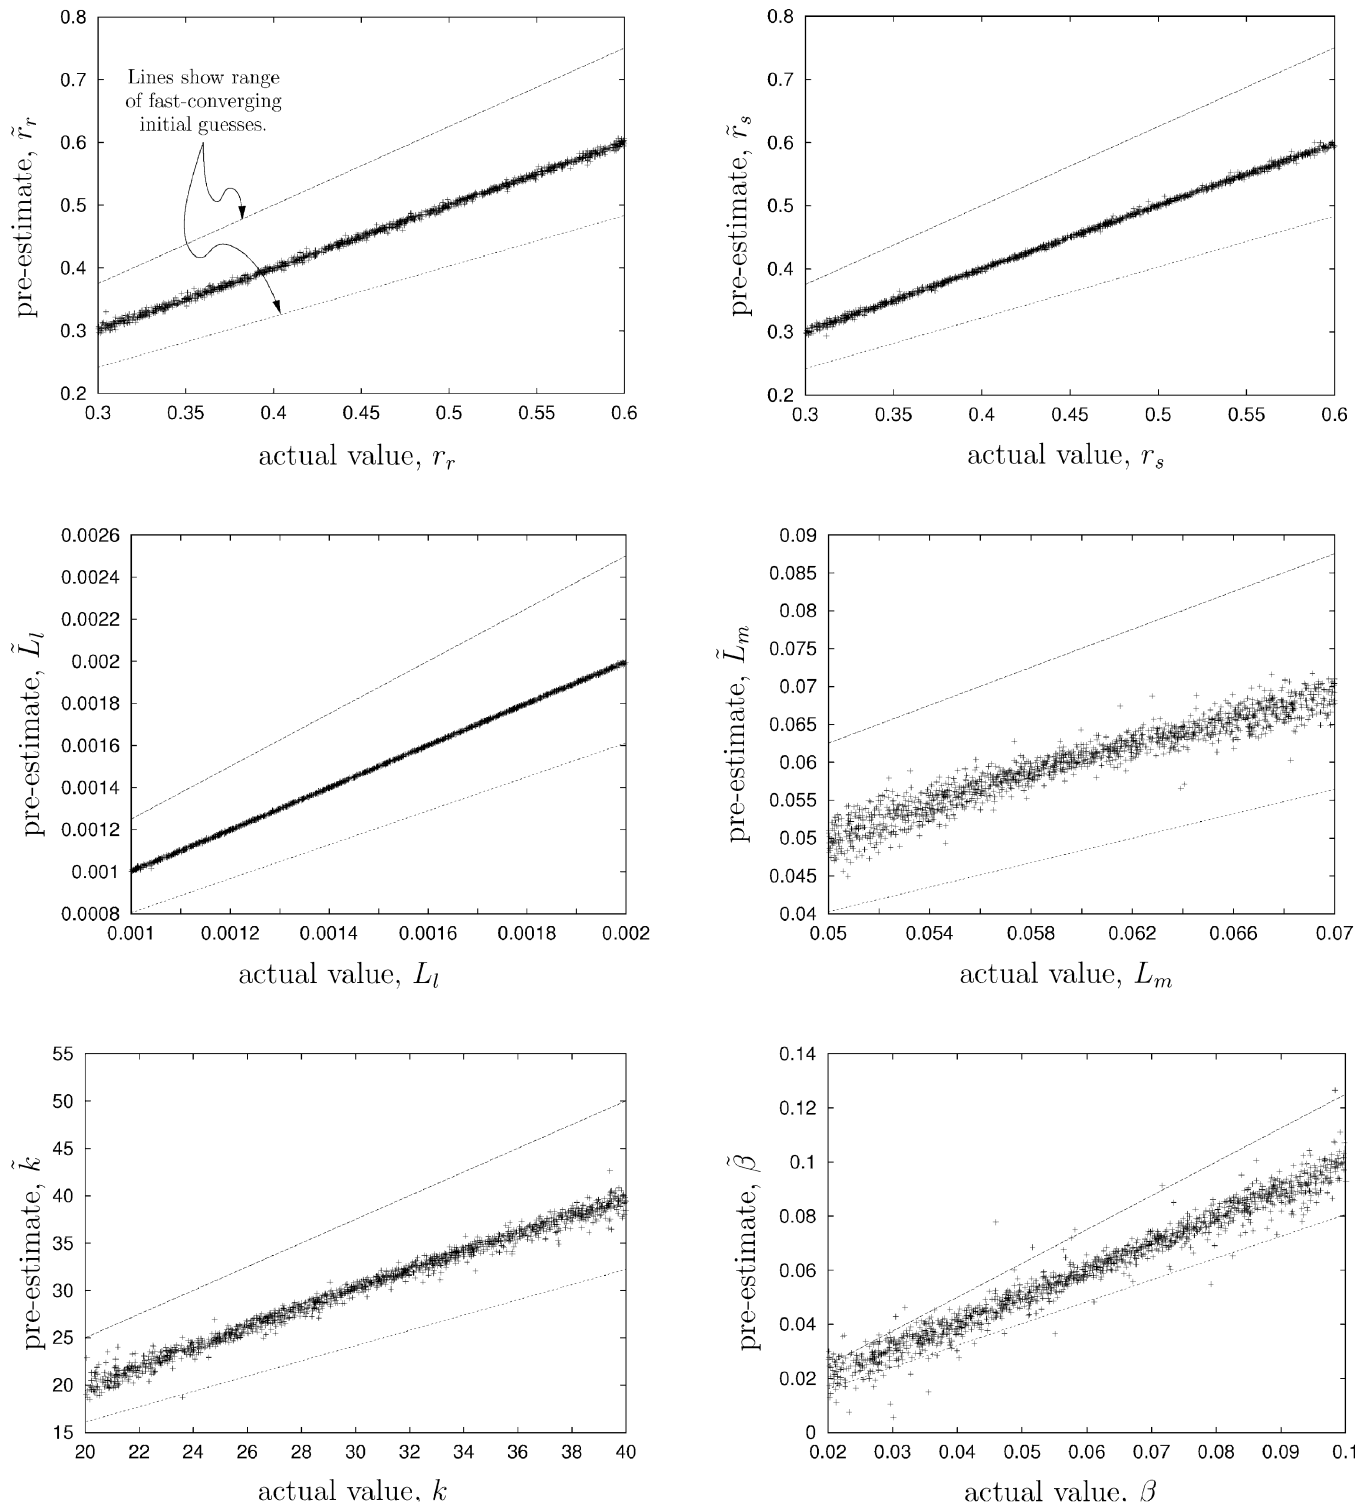 0.8
0.7
0.6
0.5
0.4
0.3
0.2
pre-estimate, r̃_r
Lines show range
of fast-converging
initial guesses.
0.3 0.35 0.4 0.45 0.5 0.55 0.6
actual value, r_r
0.8
0.7
0.6
0.5
0.4
0.3
0.2
pre-estimate, r̃_s
0.3 0.35 0.4 0.45 0.5 0.55 0.6
actual value, r_s
0.0026
0.0024
0.0022
0.002
0.0018
0.0016
0.0014
0.0012
0.001
0.0008
pre-estimate, L̃_l
0.001 0.0012 0.0014 0.0016 0.0018 0.002
actual value, L_l
0.09
0.085
0.08
0.075
0.07
0.065
0.06
0.055
0.05
0.045
0.04
pre-estimate, L̃_m
0.05 0.054 0.058 0.062 0.066 0.07
actual value, L_m
55
50
45
40
35
30
25
20
15
pre-estimate, k̃
20 22 24 26 28 30 32 34 36 38 40
actual value, k
0.14
0.12
0.1
0.08
0.06
0.04
0.02
0
pre-estimate, β̃
0.02 0.03 0.04 0.05 0.06 0.07 0.08 0.09 0.1
actual value, β